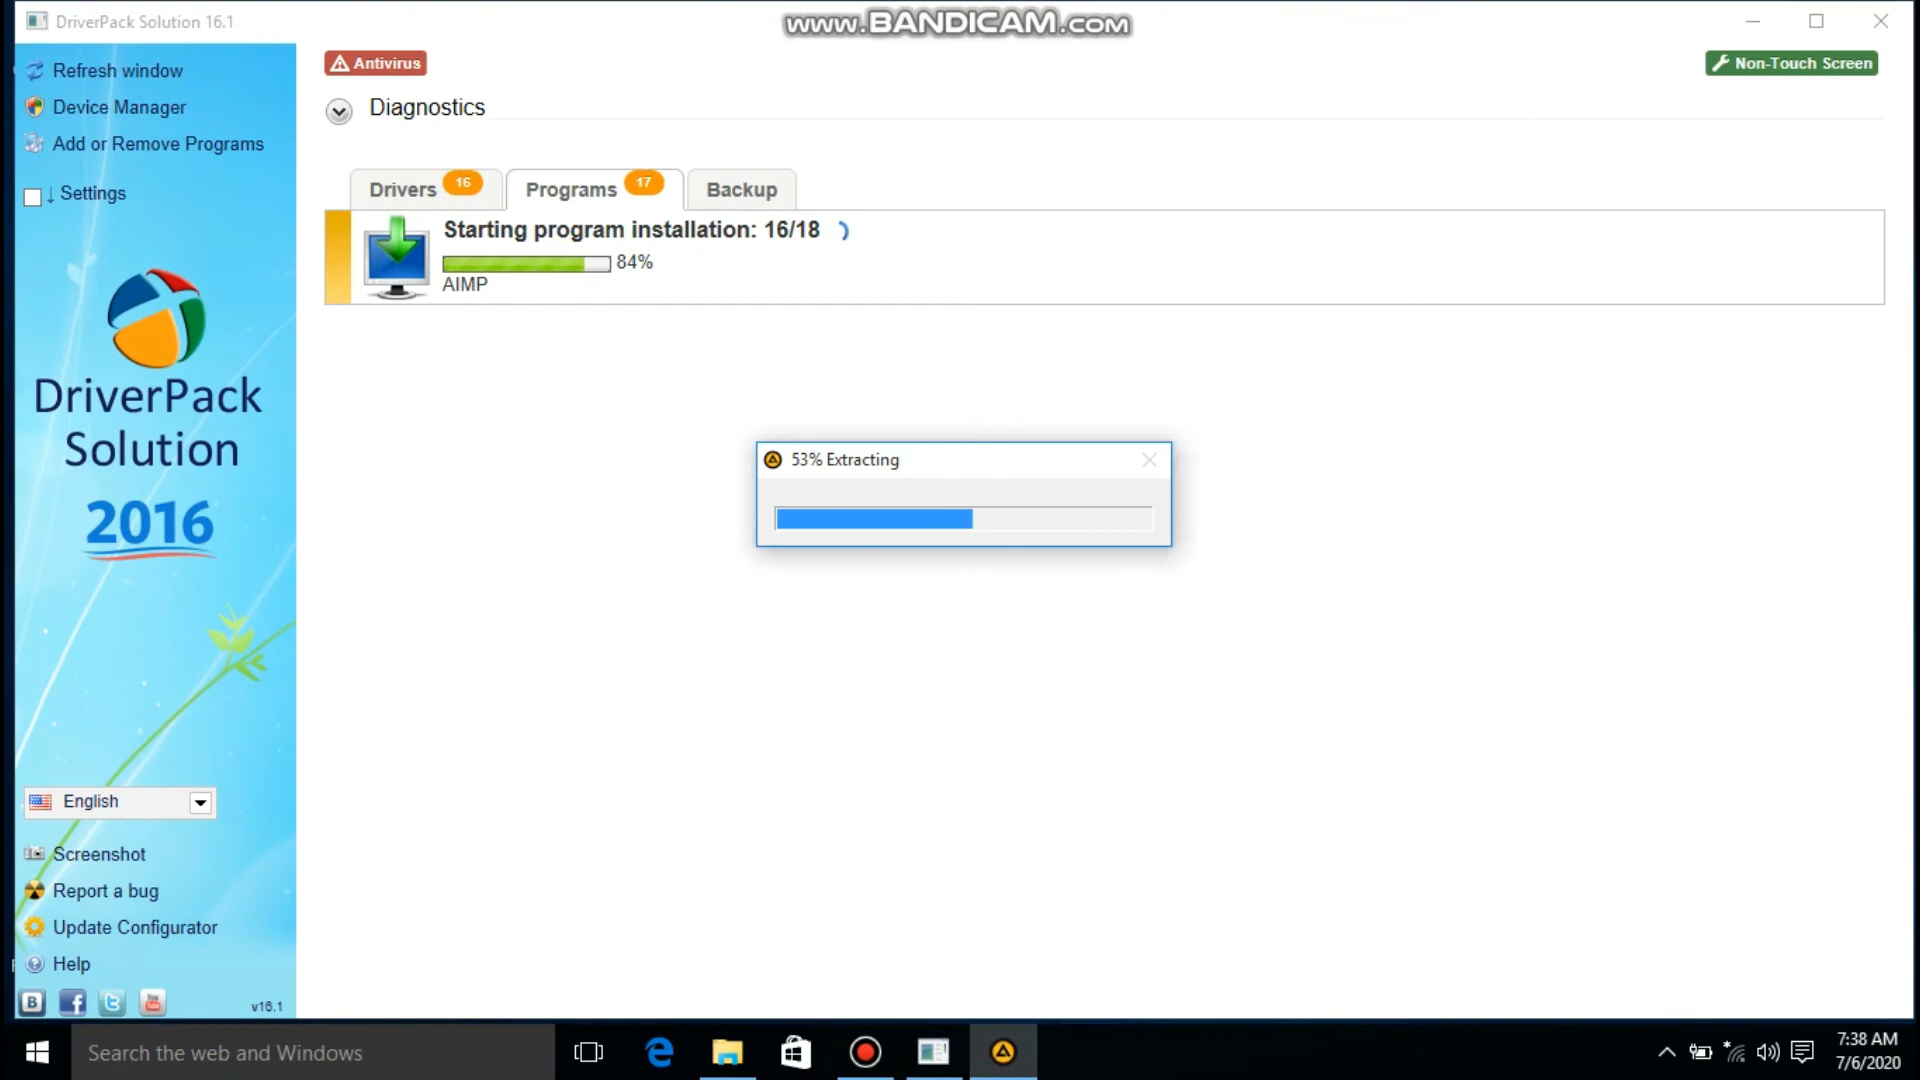 DriverPack Solution 16.1
www.BANDICAM.com
Refresh window
Device Manager
Add or Remove Programs
↓ Settings
DriverPack
Solution
2016
English
Screenshot
Report a bug
Update Configurator
Help
v16.1
Antivirus
Non-Touch Screen
Diagnostics
Drivers 16
Programs 17
Backup
Starting program installation: 16/18
84%
AIMP
53% Extracting
Search the web and Windows
7:38 AM
7/6/2020